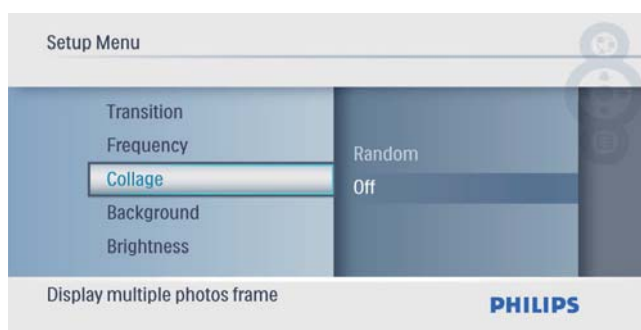 Setup Menu
Transition
Frequency
Collage
Background
Brightness
Random
Off
Display multiple photos frame
PHILIPS